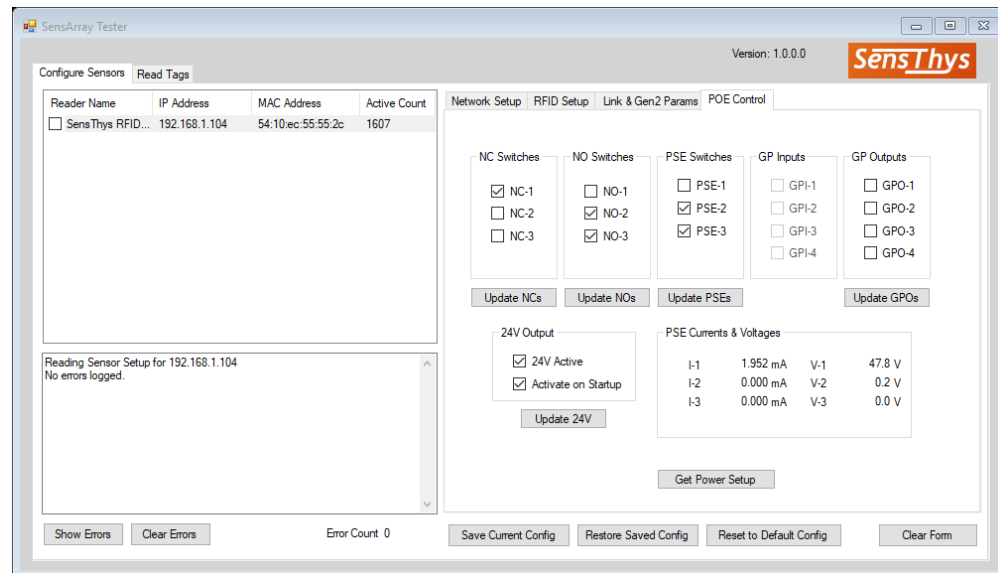 SensArray Tester
Version: 1.0.0.0
SensThys
Configure Sensors Read Tags
Reader Name IP Address MAC Address Active Count
SensThys RFID... 192.168.1.104 54:10:ec:55:55:2c 1607
Network Setup RFID Setup Link & Gen2 Params POE Control
NC Switches NO Switches PSE Switches GP Inputs GP Outputs
NC-1 NO-1 PSE-1 GPI-1 GPO-1
NC-2 NO-2 PSE-2 GPI-2 GPO-2
NC-3 NO-3 PSE-3 GPI-3 GPO-3
GPI-4 GPO-4
Update NCs Update NOs Update PSEs Update GPOs
24V Output
24V Active
Activate on Startup
Update 24V
PSE Currents & Voltages
I-1 1.952 mA V-1 47.8 V
I-2 0.000 mA V-2 0.2 V
I-3 0.000 mA V-3 0.0 V
Get Power Setup
Reading Sensor Setup for 192.168.1.104
No errors logged.
Show Errors Clear Errors Error Count 0
Save Current Config Restore Saved Config Reset to Default Config Clear Form